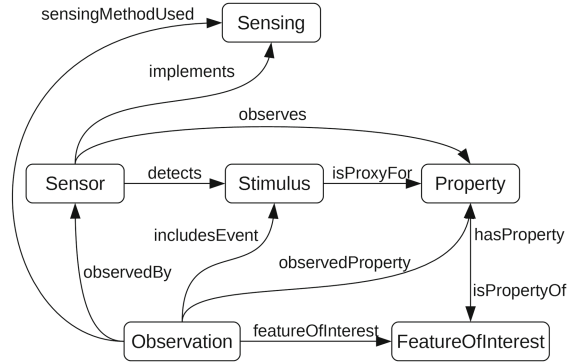 sensingMethodUsed
Sensing
implements
observes
Sensor
detects
Stimulus
isProxyFor
Property
includesEvent
hasProperty
observedBy
observedProperty
isPropertyOf
Observation
featureOfInterest
FeatureOfInterest